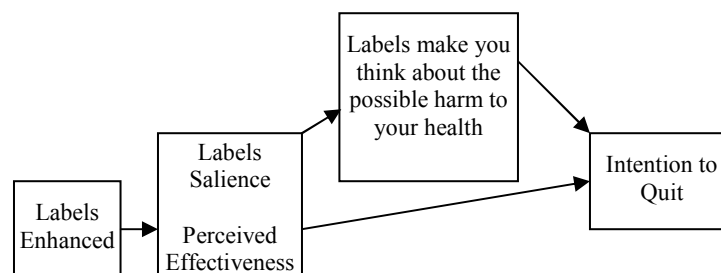 Labels
Enhanced
Labels
Salience
Perceived
Effectiveness
Labels make you
think about the
possible harm to
your health
Intention to
Quit